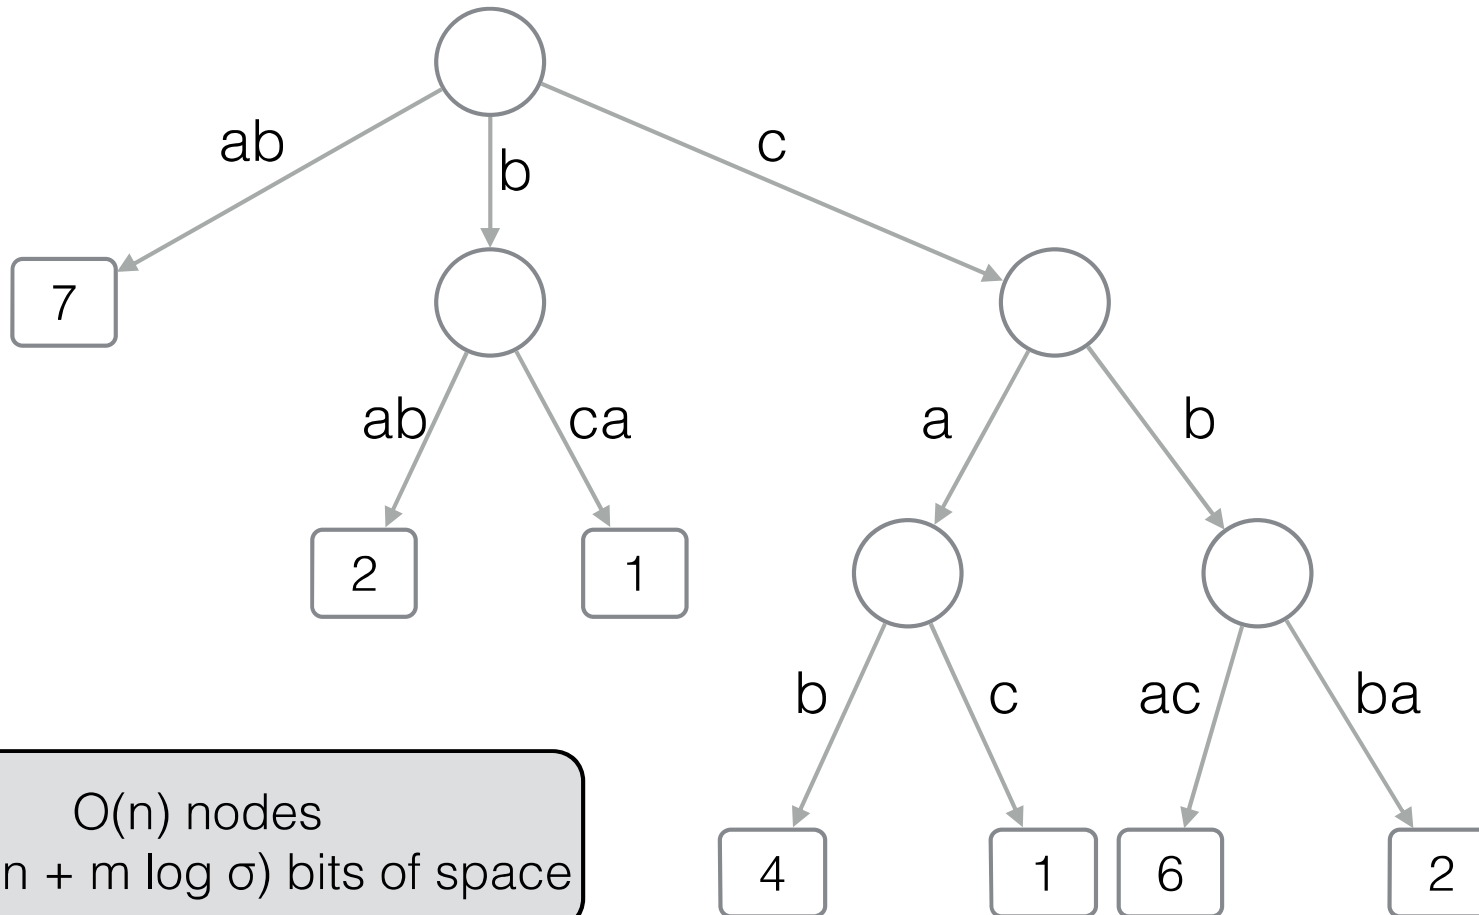 ab
b
c
7
ab
ca
a
b
2
1
b
c
ac
ba
O(n) nodes
n + m log σ) bits of space
4
1
6
2